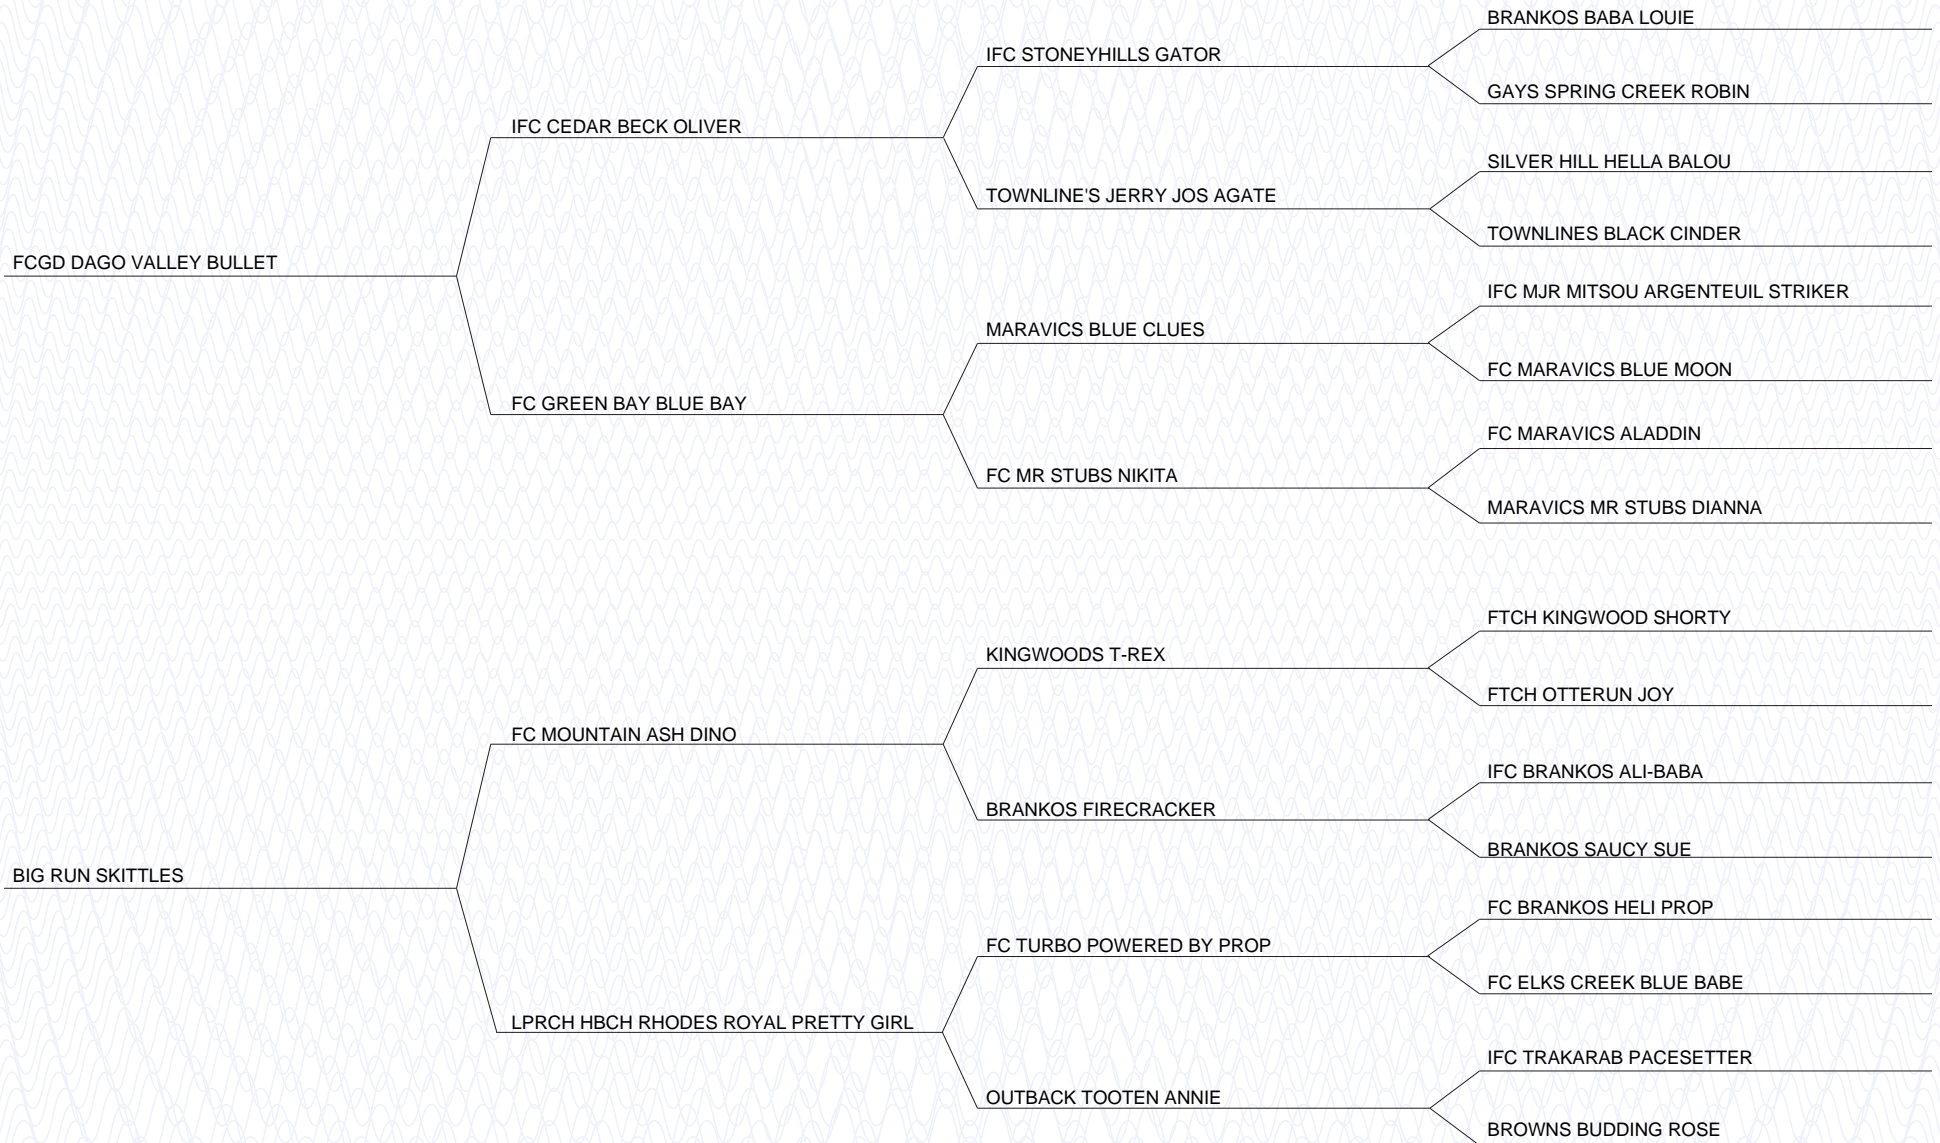 BRANKOS BABA LOUIE
IFC STONEYHILLS GATOR
GAYS SPRING CREEK ROBIN
IFC CEDAR BECK OLIVER
SILVER HILL HELLA BALOU
TOWNLINE'S JERRY JOS AGATE
TOWNLINES BLACK CINDER
FCGD DAGO VALLEY BULLET
IFC MJR MITSOU ARGENTEUIL STRIKER
MARAVICS BLUE CLUES
FC MARAVICS BLUE MOON
FC GREEN BAY BLUE BAY
FC MARAVICS ALADDIN
FC MR STUBS NIKITA
MARAVICS MR STUBS DIANNA
FTCH KINGWOOD SHORTY
KINGWOODS T-REX
FTCH OTTERUN JOY
FC MOUNTAIN ASH DINO
IFC BRANKOS ALI-BABA
BRANKOS FIRECRACKER
BRANKOS SAUCY SUE
BIG RUN SKITTLES
FC BRANKOS HELI PROP
FC TURBO POWERED BY PROP
FC ELKS CREEK BLUE BABE
LPRCH HBCH RHODES ROYAL PRETTY GIRL
IFC TRAKARAB PACESETTER
OUTBACK TOOTEN ANNIE
BROWNS BUDDING ROSE